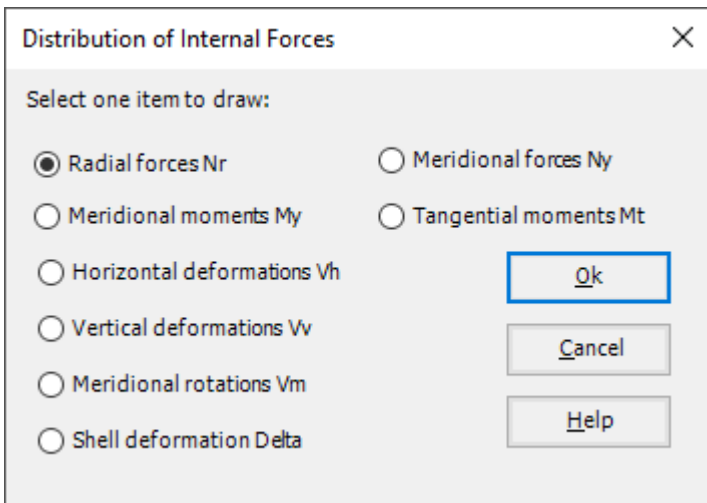 Distribution of Internal Forces
Select one item to draw:
Radial forces Nr
Meridional forces Ny
Meridional moments My
Tangential moments Mt
Horizontal deformations Vh
Ok
Vertical deformations Vv
Cancel
Meridional rotations Vm
Help
Shell deformation Delta